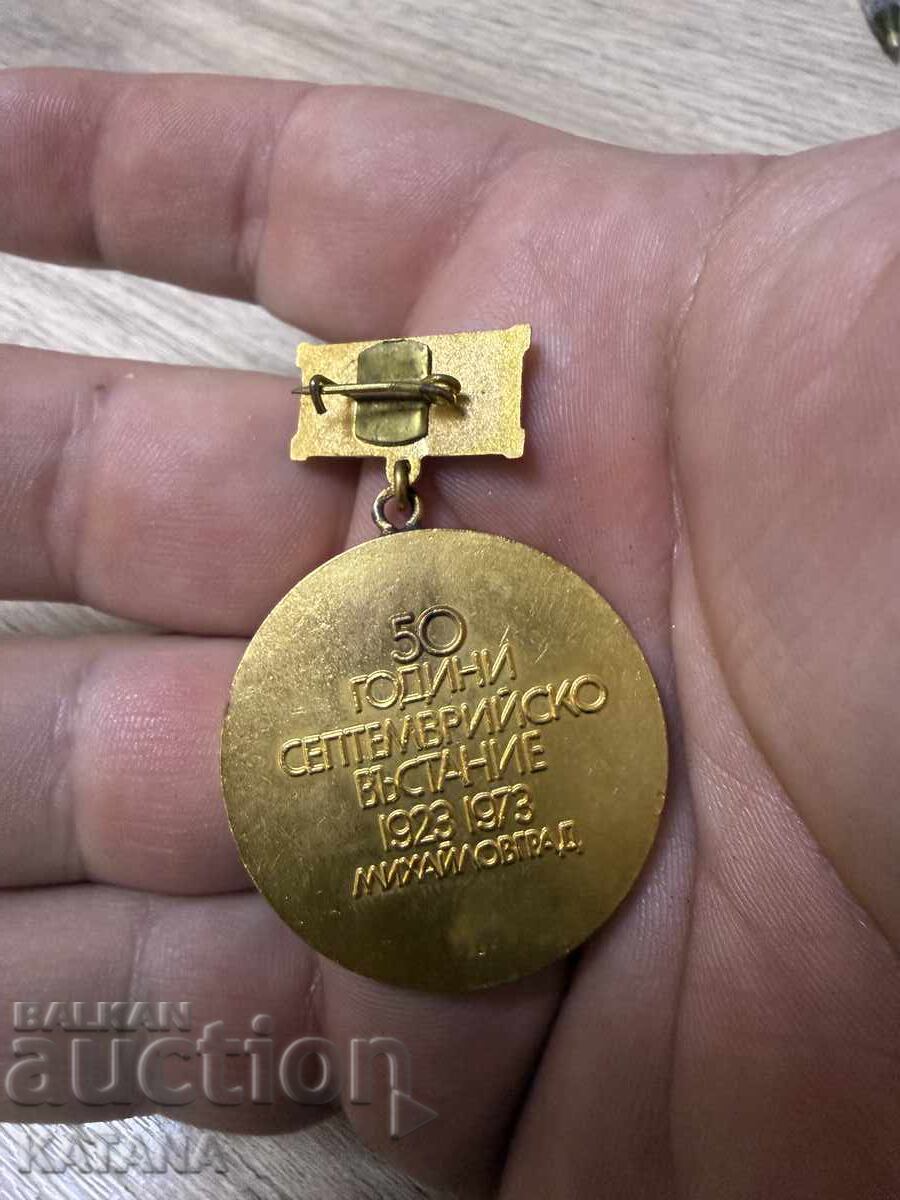 50
ГОДИНИ
СЕПТЕМВРИЙСКО
ВЪСТАНИЕ
1923 1973
МИХАЙЛОВГРАД
BALKAN
auction
KATANA